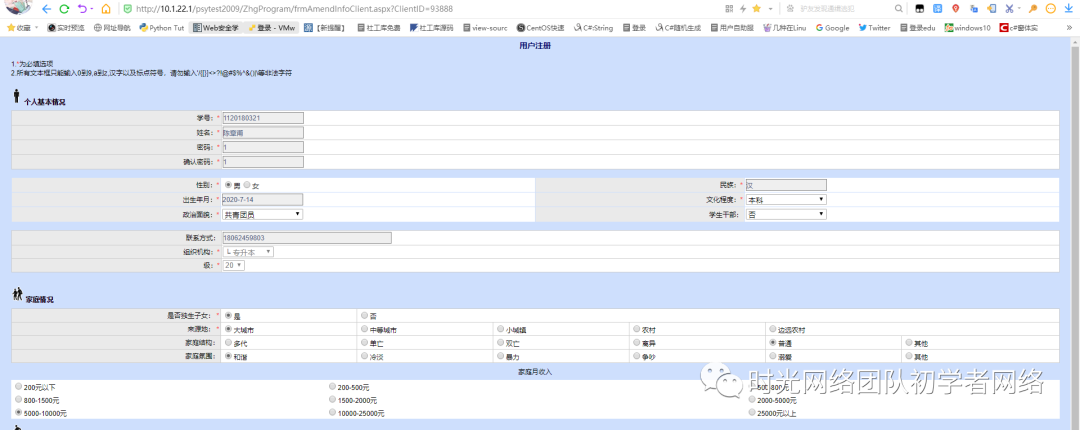 http://10.1.22.1/psytest2009/ZhgProgram/frmAmendInfoClient.aspx?ClientID=93888
收藏 实时预览 网址导航 Python Tut Web安全学 登录 - VMw 【新提醒】 社工库免费 社工库源码 view-sourc CentOS快速 C#:String 登录 C#随机生成 用户自助服 登录edu windows10 c#窗体实 几种在Linu Google Twitter
用户注册
1.*为必填选项
2.所有文本框只能输入0到9,a到z,汉字以及标点符号，请勿输入'/{[}]<>?!@#$%^&()\等非法字符
个人基本情况
学号: * 1120180321
姓名: *
密码: * 1
确认密码: * 1
性别: * 男 女 民族: * 汉
出生年月: * 2020-7-14 文化程度: * 本科
政治面貌: * 共青团员 学生干部: * 否
联系方式: 18062459803
组织机构: * └ 专升本
级: * 20
家庭情况
是否独生子女: * 是 否
来源地: * 大城市 中等城市 小城镇 农村 边远农村
家庭结构: 多代 单亡 双亡 离异 普通 其他
家庭氛围: 和谐 冷淡 暴力 争吵 溺爱 其他
家庭月收入
200元以下 200-500元 500-800元
800-1500元 1500-2000元 2000-5000元
5000-10000元 10000-25000元 25000元以上
时光网络团队初学者网络